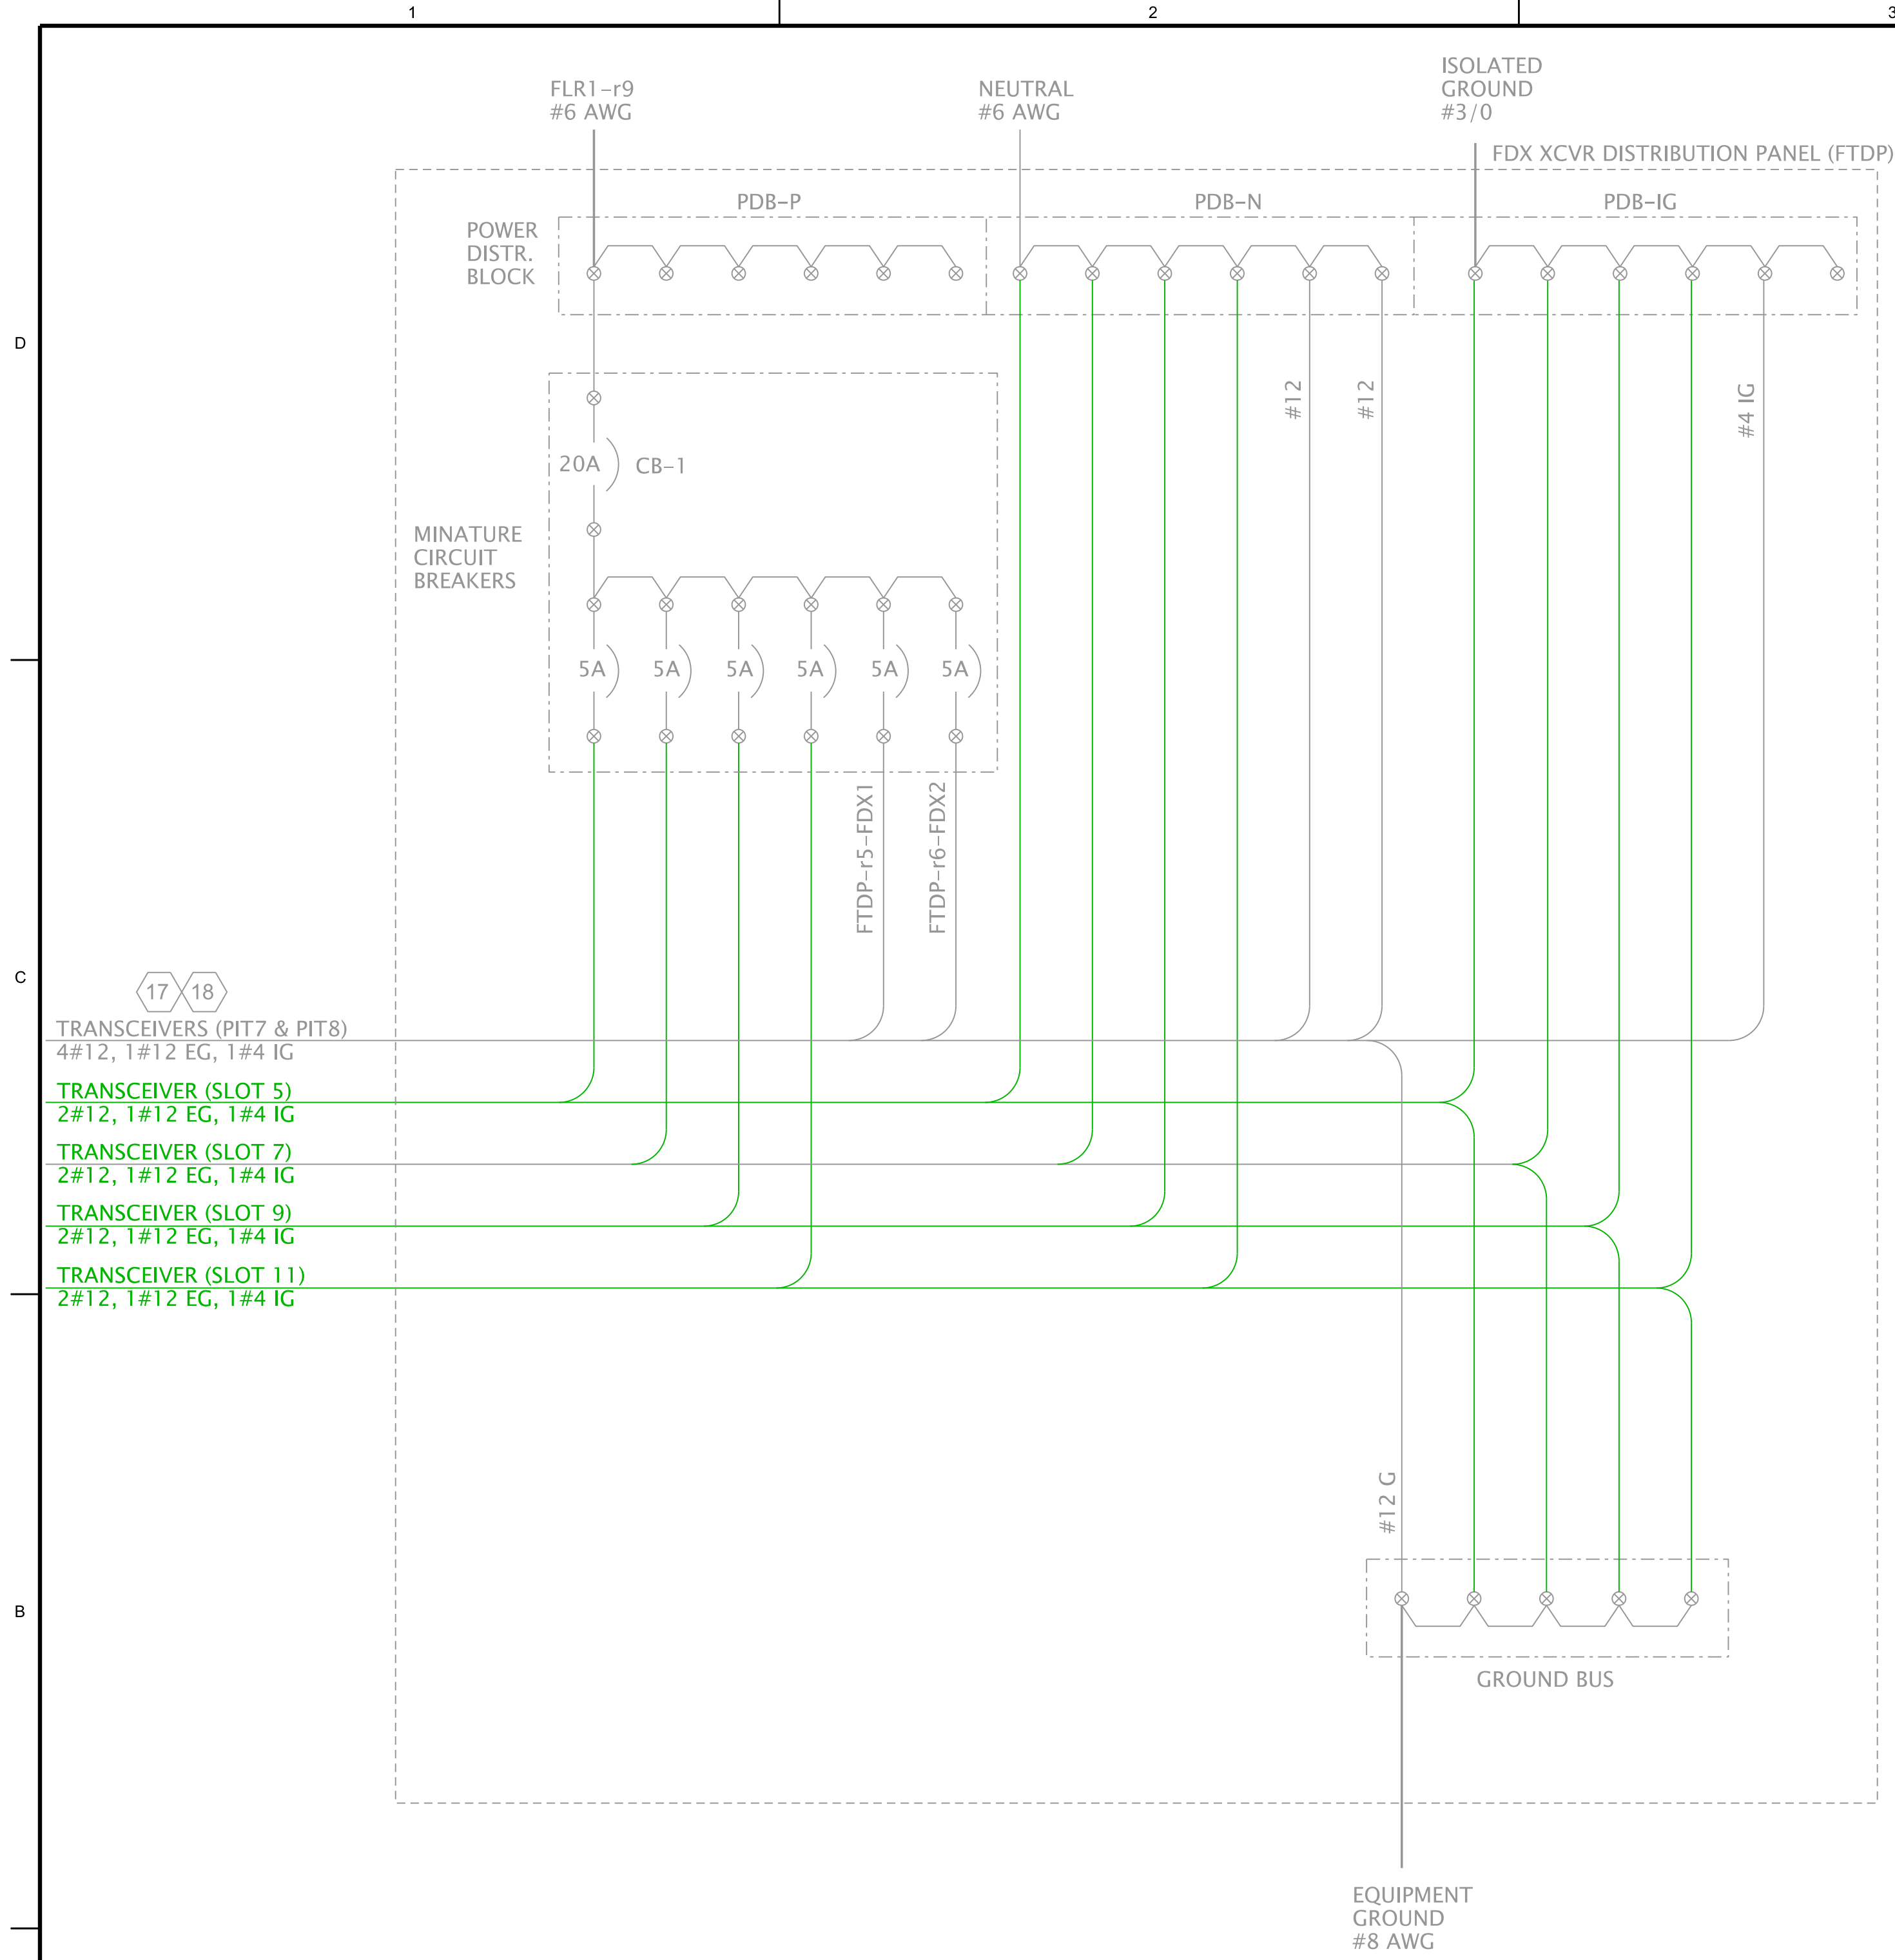 1
2
3
FLR1-r9
#6 AWG
NEUTRAL
#6 AWG
ISOLATED
GROUND
#3/0
FDX XCVR DISTRIBUTION PANEL (FTDP)
PDB-P
PDB-N
PDB-IG
POWER
DISTR.
BLOCK
D
#12
#12
#4 IG
20A
CB-1
MINATURE
CIRCUIT
BREAKERS
5A
5A
5A
5A
5A
5A
FTDP-r5-FDX1
FTDP-r6-FDX2
C
17
18
TRANSCEIVERS (PIT7 & PIT8)
4#12, 1#12 EG, 1#4 IG
TRANSCEIVER (SLOT 5)
2#12, 1#12 EG, 1#4 IG
TRANSCEIVER (SLOT 7)
2#12, 1#12 EG, 1#4 IG
TRANSCEIVER (SLOT 9)
2#12, 1#12 EG, 1#4 IG
TRANSCEIVER (SLOT 11)
2#12, 1#12 EG, 1#4 IG
#12 G
B
GROUND BUS
EQUIPMENT
GROUND
#8 AWG